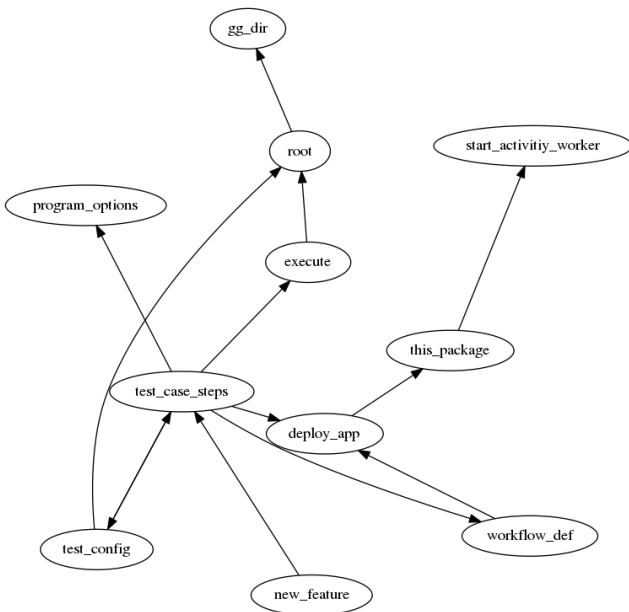 gg_dir
root
start_activitiy_worker
program_options
execute
this_package
test_case_steps
deploy_app
workflow_def
test_config
new_feature